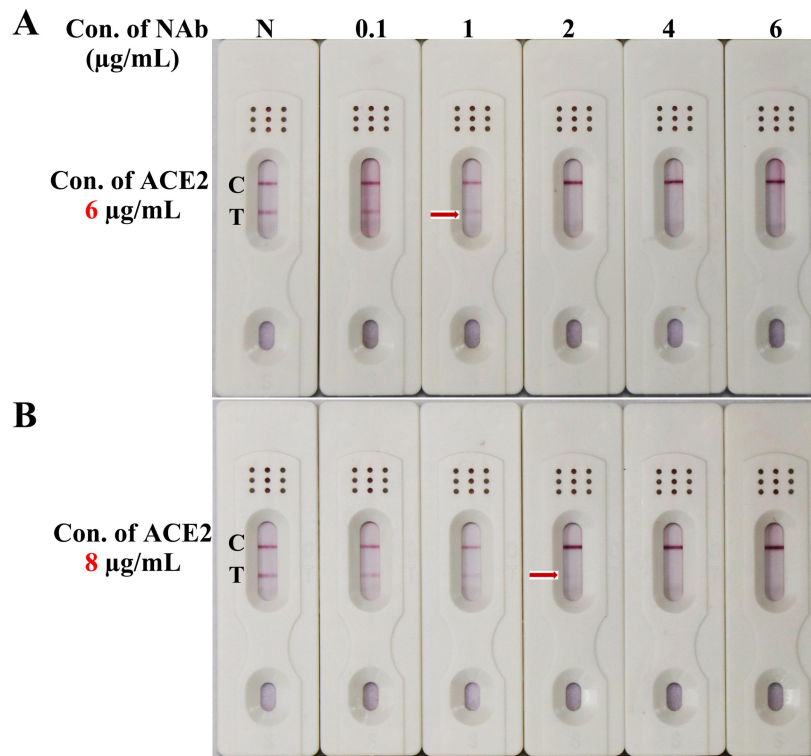 A
Con. of NAb N 0.1 1 2 4 6
(μg/mL)
Con. of ACE2 C
6 μg/mL T
B
Con. of ACE2 C
8 μg/mL T